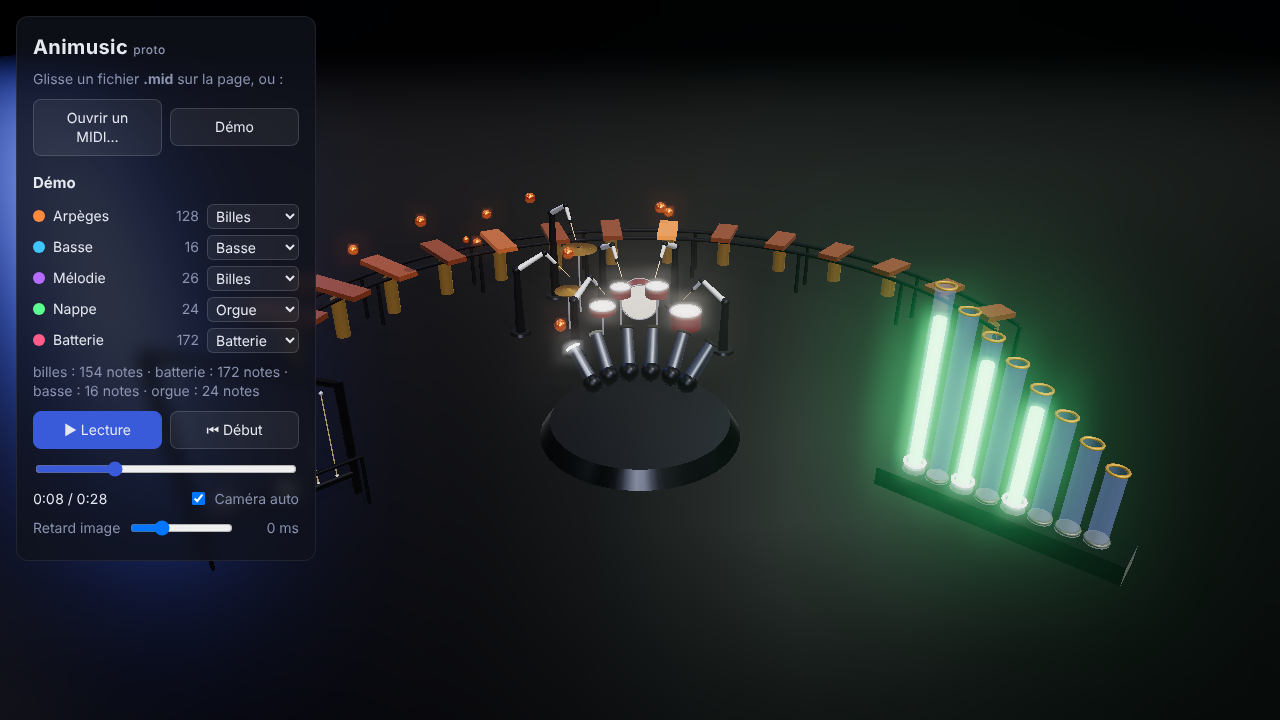 Animusic proto
Glisse un fichier .mid sur la page, ou :
Ouvrir un
MIDI...
Démo
Démo
Arpèges 128 Billes
Basse 16 Basse
Mélodie 26 Billes
Nappe 24 Orgue
Batterie 172 Batterie
billes : 154 notes · batterie : 172 notes ·
basse : 16 notes · orgue : 24 notes
▶ Lecture
⏮ Début
0:08 / 0:28
Caméra auto
Retard image 0 ms